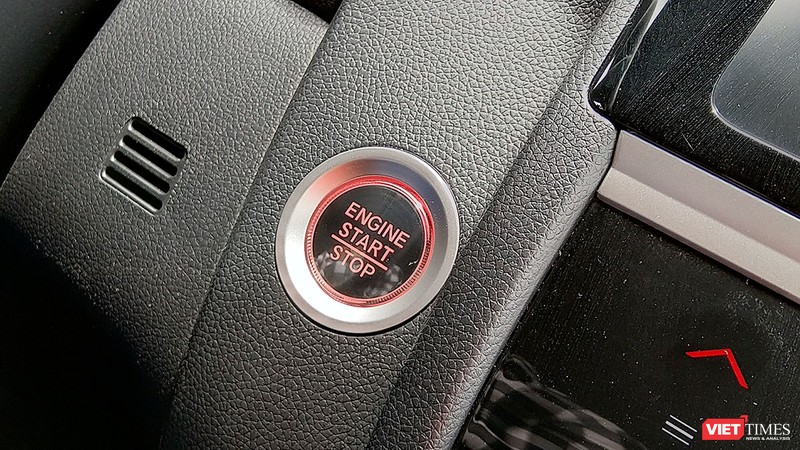 ENGINE
START
STOP
VIETTIMES
NEWS & ANALYSIS